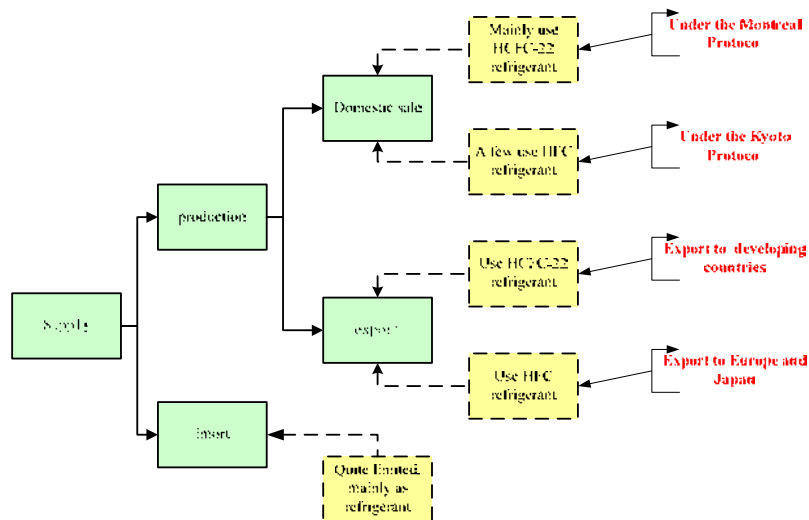 Mainly use
HCFC-22
refrigerant
Under the Montreal
Protoco
Domestic sale
A few use HFC
refrigerant
Under the Kyoto
Protoco
production
Use HCFC-22
refrigerant
Export to developing
countries
Supply
export
Use HFC
refrigerant
Export to Europe and
Japan
imort
Quite limited,
mainly as
refrigerant